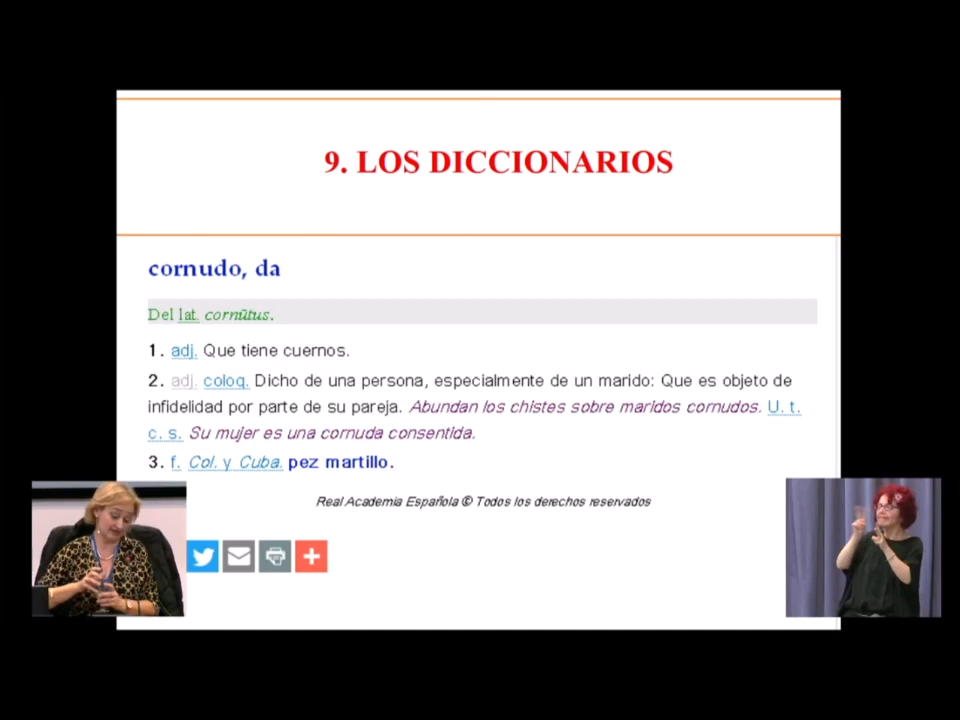 9. LOS DICCIONARIOS
cornudo, da
Del lat. cornūtus.
1. adj. Que tiene cuernos.
2. adj. coloq. Dicho de una persona, especialmente de un marido: Que es objeto de
infidelidad por parte de su pareja. Abundan los chistes sobre maridos cornudos. U. t.
c. s. Su mujer es una cornuda consentida.
3. f. Col. y Cuba. pez martillo.
Real Academia Española © Todos los derechos reservados